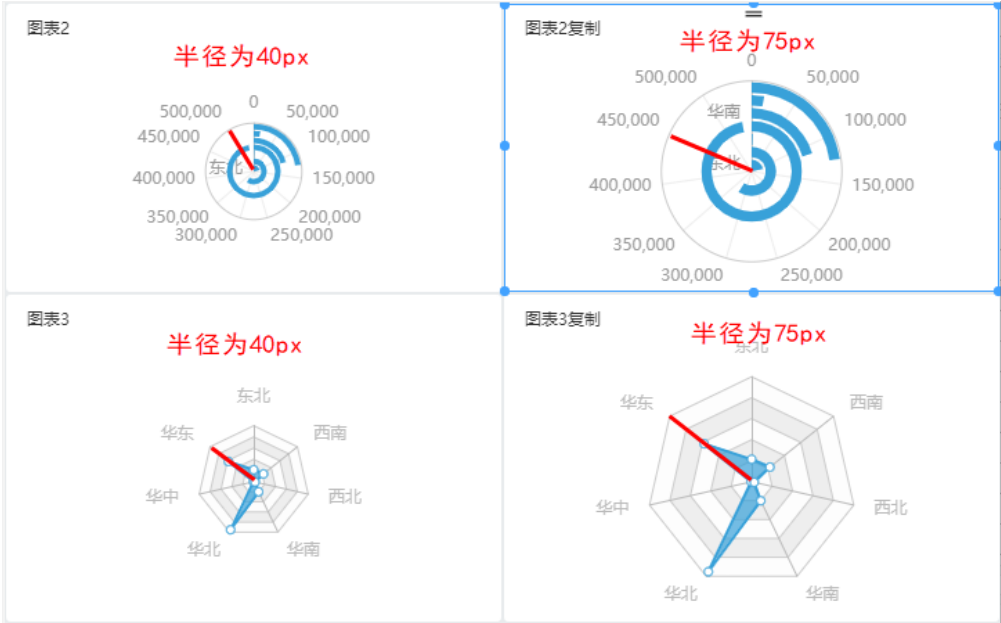 图表2
半径为40px
0
500,000
50,000
450,000
100,000
东北
400,000
150,000
350,000
200,000
300,000
250,000
图表2复制
半径为75px
0
500,000
50,000
华南
450,000
100,000
东北
400,000
150,000
350,000
200,000
300,000
250,000
图表3
半径为40px
东北
华东
西南
华中
西北
华北
华南
图表3复制
半径为75px
东北
华东
西南
华中
西北
华北
华南